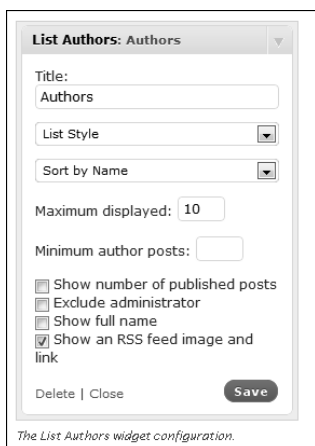 List Authors: Authors
Title:
Authors
List Style
Sort by Name
Maximum displayed: 10
Minimum author posts:
Show number of published posts
Exclude administrator
Show full name
Show an RSS feed image and
link
Delete | Close
Save
The List Authors widget configuration.